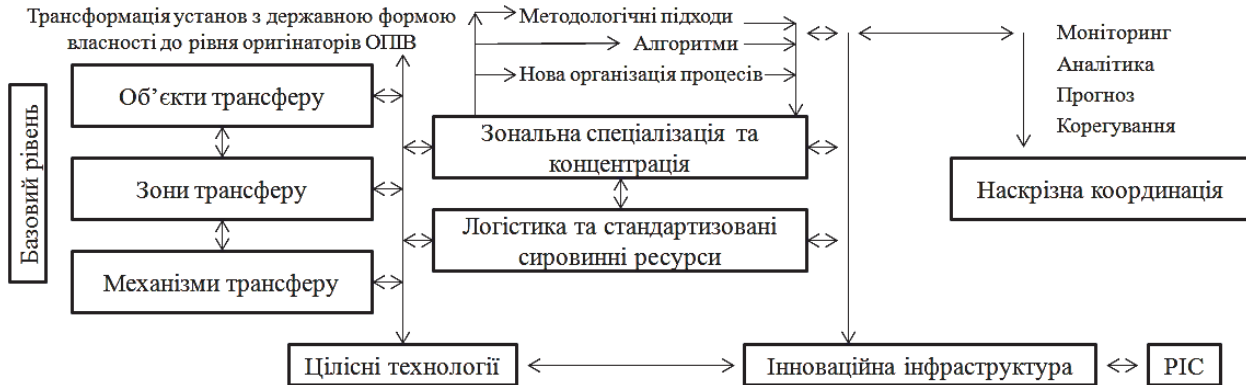 Трансформація установ з державною формою
власності до рівня оригінаторів ОПІВ
Базовий рівень
Об’єкти трансферу
Зони трансферу
Механізми трансферу
Методологічні підходи
Алгоритми
Нова організація процесів
Зональна спеціалізація та
концентрація
Логістика та стандартизовані
сировинні ресурси
Моніторинг
Аналітика
Прогноз
Корегування
Наскрізна координація
Цілісні технології
Інноваційна інфраструктура
РІС